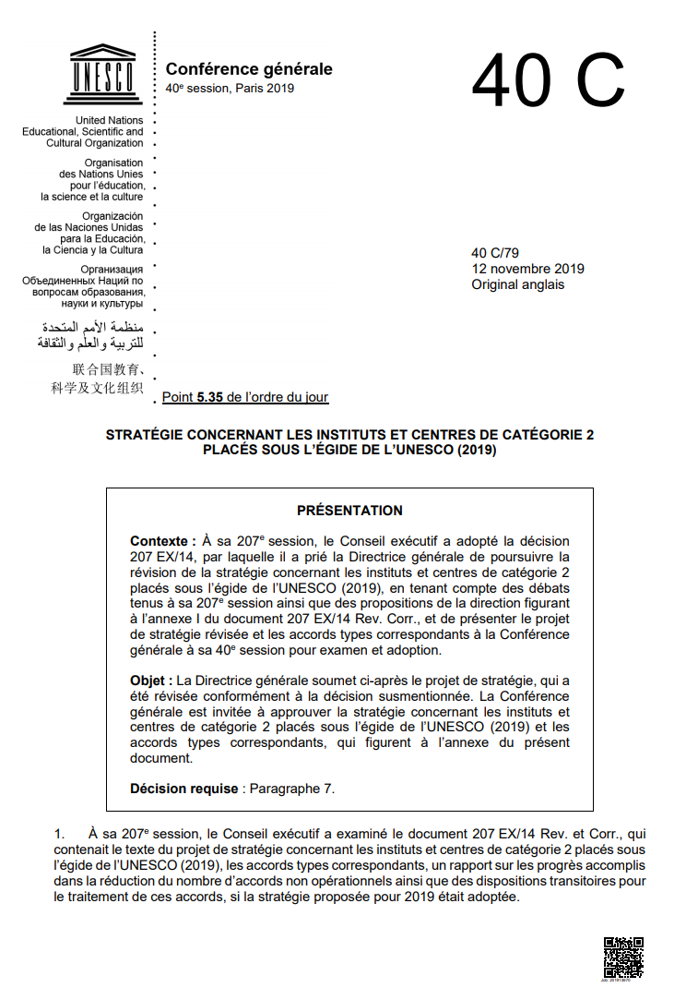 UNESCO
United Nations
Educational, Scientific and
Cultural Organization
Organisation
des Nations Unies
pour l'éducation,
la science et la culture
Organización
de las Naciones Unidas
para la Educación,
la Ciencia y la Cultura
Организация
Объединенных Наций по
вопросам образования,
науки и культуры
منظمة الأمم المتحدة
للتربية والعلم والثقافة
联合国教育、
科学及文化组织
Conférence générale
40e session, Paris 2019
40 C
40 C/79
12 novembre 2019
Original anglais
Point 5.35 de l'ordre du jour
STRATÉGIE CONCERNANT LES INSTITUTS ET CENTRES DE CATÉGORIE 2
PLACÉS SOUS L'ÉGIDE DE L'UNESCO (2019)
PRÉSENTATION
Contexte : À sa 207e session, le Conseil exécutif a adopté la décision
207 EX/14, par laquelle il a prié la Directrice générale de poursuivre la
révision de la stratégie concernant les instituts et centres de catégorie 2
placés sous l'égide de l'UNESCO (2019), en tenant compte des débats
tenus à sa 207e session ainsi que des propositions de la direction figurant
à l'annexe I du document 207 EX/14 Rev. Corr., et de présenter le projet
de stratégie révisée et les accords types correspondants à la Conférence
générale à sa 40e session pour examen et adoption.
Objet : La Directrice générale soumet ci-après le projet de stratégie, qui a
été révisée conformément à la décision susmentionnée. La Conférence
générale est invitée à approuver la stratégie concernant les instituts et
centres de catégorie 2 placés sous l'égide de l'UNESCO (2019) et les
accords types correspondants, qui figurent à l'annexe du présent
document.
Décision requise : Paragraphe 7.
1. À sa 207e session, le Conseil exécutif a examiné le document 207 EX/14 Rev. et Corr., qui
contenait le texte du projet de stratégie concernant les instituts et centres de catégorie 2 placés sous
l'égide de l'UNESCO (2019), les accords types correspondants, un rapport sur les progrès accomplis
dans la réduction du nombre d'accords non opérationnels ainsi que des dispositions transitoires pour
le traitement de ces accords, si la stratégie proposée pour 2019 était adoptée.